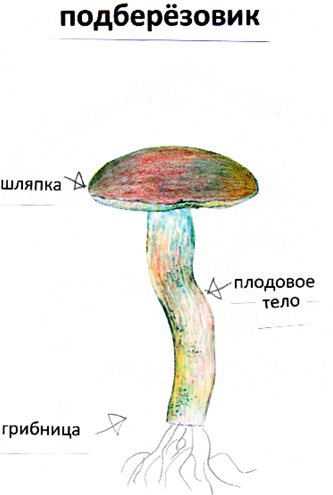 подберёзовик
шляпка
плодовое
тело
грибница